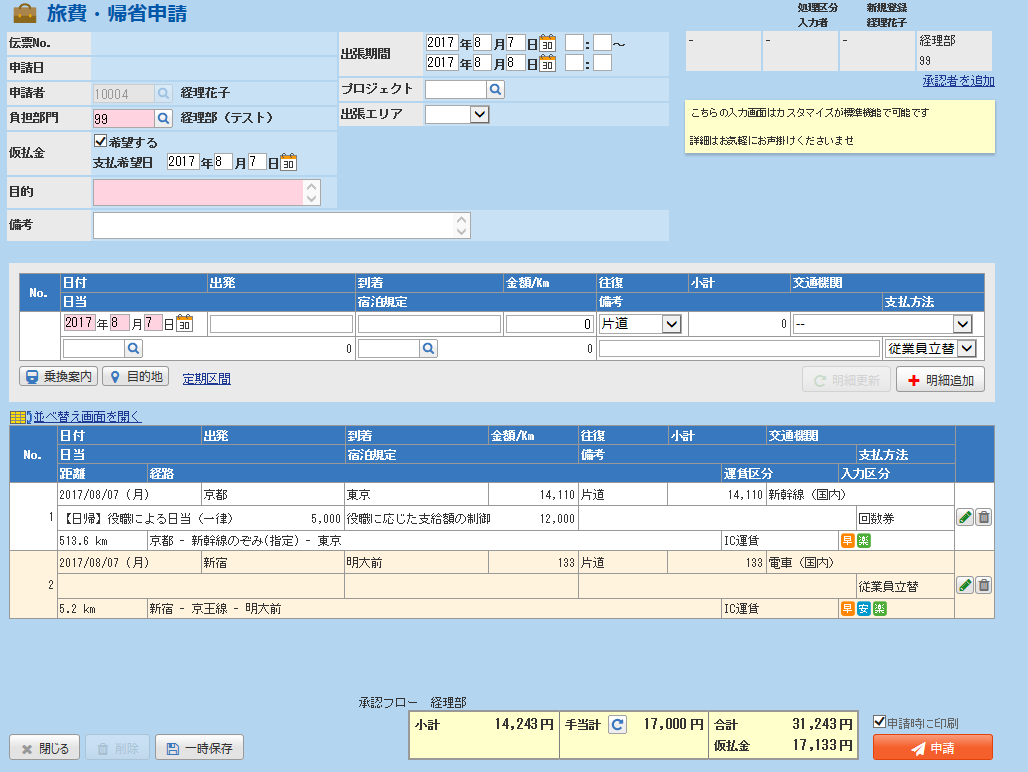 旅費・帰省申請
処理区分 新規登録
入力者 経理花子
伝票No.
申請日
申請者 10004 経理花子
負担部門 99 経理部（テスト）
仮払金 希望する
支払希望日 2017 年 8 月 7 日
目的
備考
出張期間 2017 年 8 月 7 日 : ～
2017 年 8 月 8 日 :
プロジェクト
出張エリア
- - - 経理部
99
承認者を追加
こちらの入力画面はカスタマイズが標準機能で可能です
詳細はお気軽にお声掛けくださいませ
No. 日付 出発 到着 金額/Km 往復 小計 交通機関
日当 宿泊規定 備考 支払方法
2017 年 8 月 7 日 0 片道 0 --
0 0 従業員立替
乗換案内 目的地 定期区間 明細更新 明細追加
並べ替え画面を開く
No. 日付 出発 到着 金額/Km 往復 小計 交通機関
日当 宿泊規定 備考 支払方法
距離 経路 運賃区分 入力区分
2017/08/07（月） 京都 東京 14,110 片道 14,110 新幹線（国内）
1 【日帰】役職による日当（一律） 5,000 役職に応じた支給額の制御 12,000 回数券
513.6 km 京都 - 新幹線のぞみ(指定) - 東京 IC運賃 早 楽
2017/08/07（月） 新宿 明大前 133 片道 133 電車（国内）
2 従業員立替
5.2 km 新宿 - 京王線 - 明大前 IC運賃 早 安 楽
承認フロー 経理部
小計 14,243円 手当計 17,000円 合計 31,243円
仮払金 17,133円
申請時に印刷
閉じる 削除 一時保存 申請